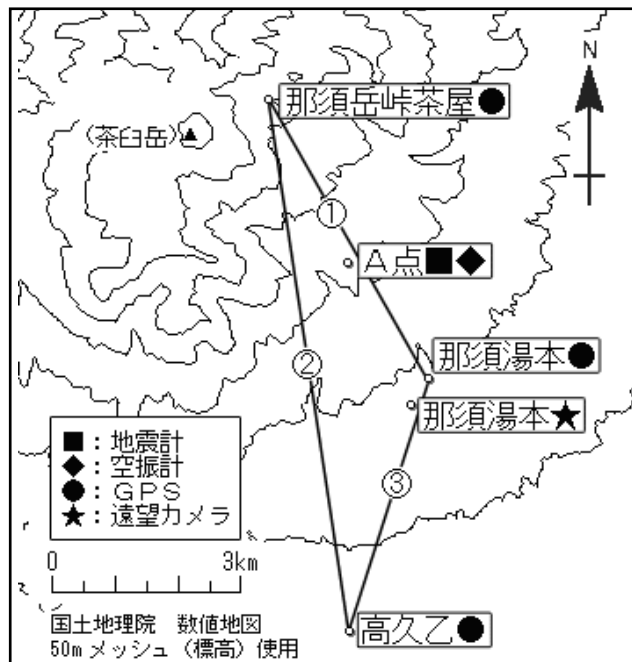 那須岳峠茶屋●
N
(茶臼岳)▲
①
A点■◆
②
那須湯本●
那須湯本★
③
■：地震計
◆：空振計
●：GPS
★：遠望カメラ
0 3km
国土地理院 数値地図
50mメッシュ(標高)使用
高久乙●